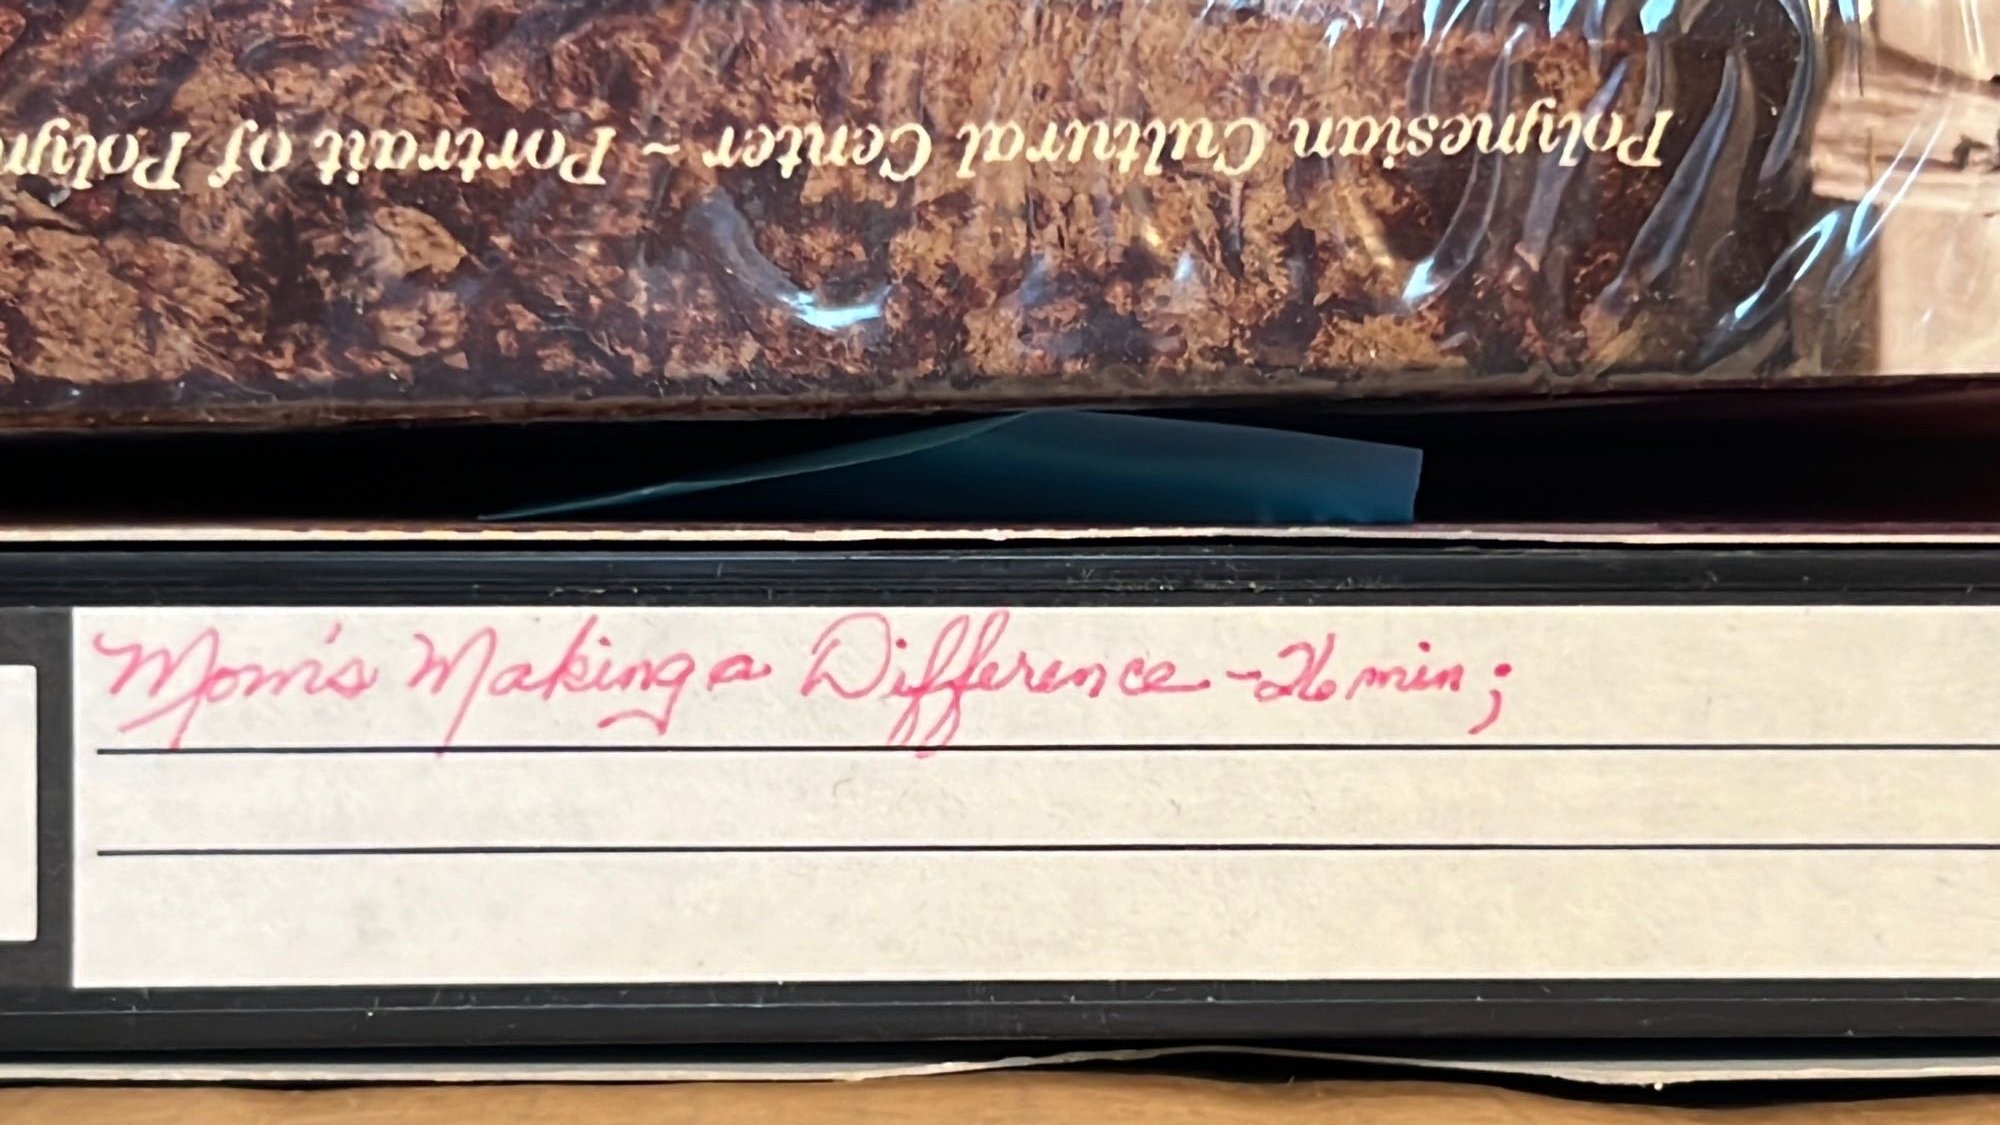 Polynesian Cultural Center ~ Portrait of Polyn
Mom's Making a Difference - 26 min;